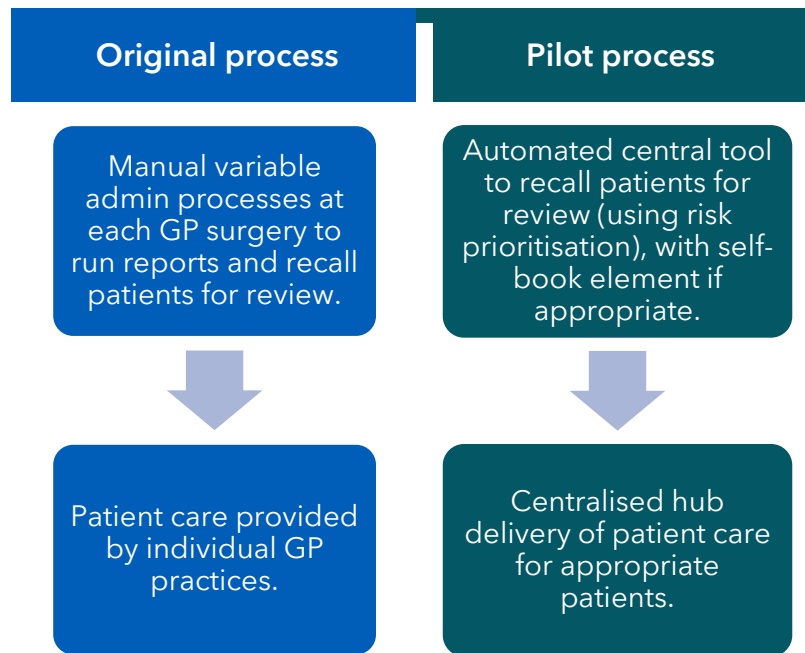 Original process
Manual variable
admin processes at
each GP surgery to
run reports and recall
patients for review.
Patient care provided
by individual GP
practices.
Pilot process
Automated central tool
to recall patients for
review (using risk
prioritisation), with self-
book element if
appropriate.
Centralised hub
delivery of patient care
for appropriate
patients.